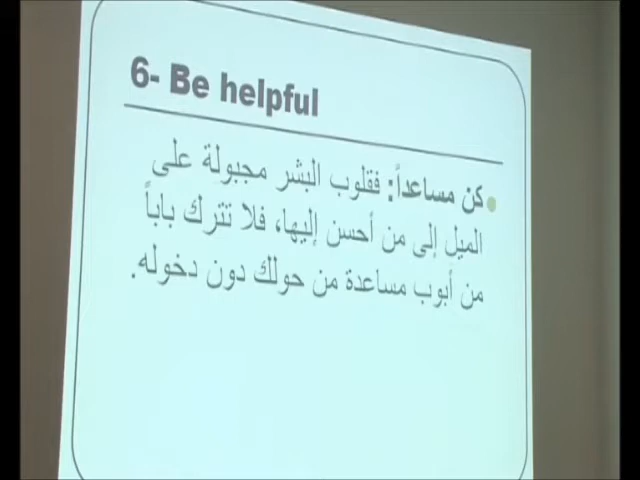 6- Be helpful
كن مساعداً: فقلوب البشر مجبولة على
الميل إلى من أحسن إليها، فلا تترك باباً
من أبوب مساعدة من حولك دون دخوله.